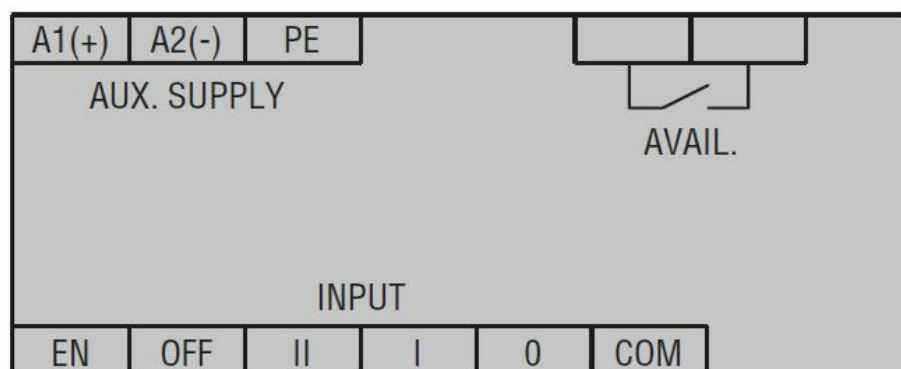 A1(+) A2(-) PE
AUX. SUPPLY
AVAIL.
INPUT
EN OFF II I 0 COM